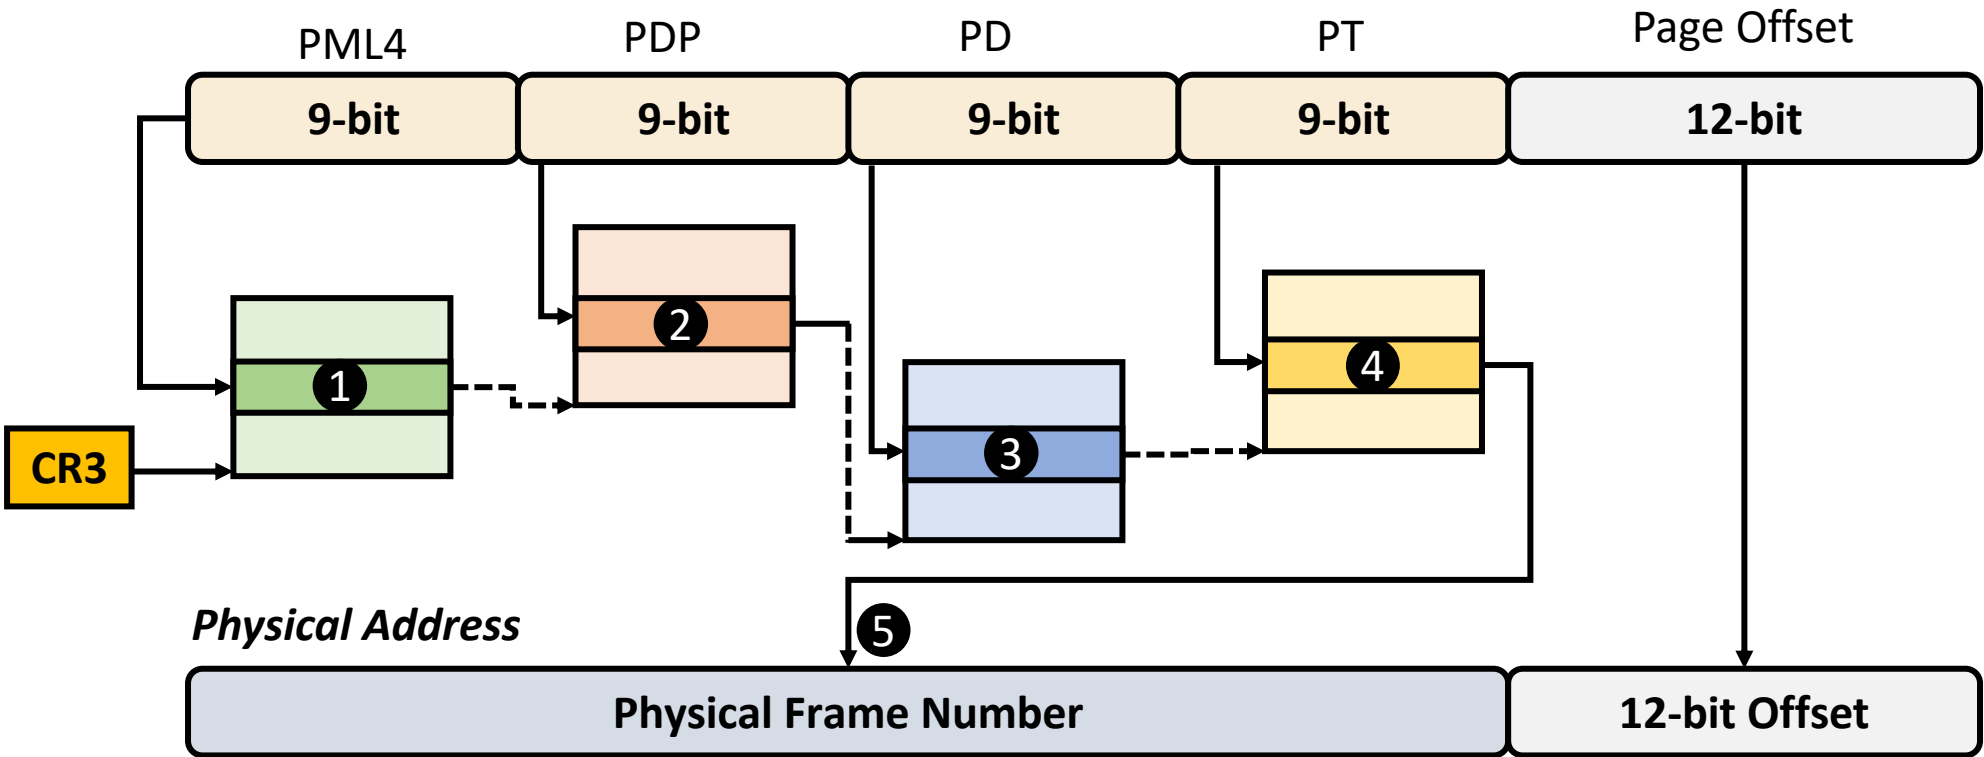 PML4 PDP PD PT Page Offset
9-bit 9-bit 9-bit 9-bit 12-bit
2
4
1
3
CR3
Physical Address
5
Physical Frame Number 12-bit Offset